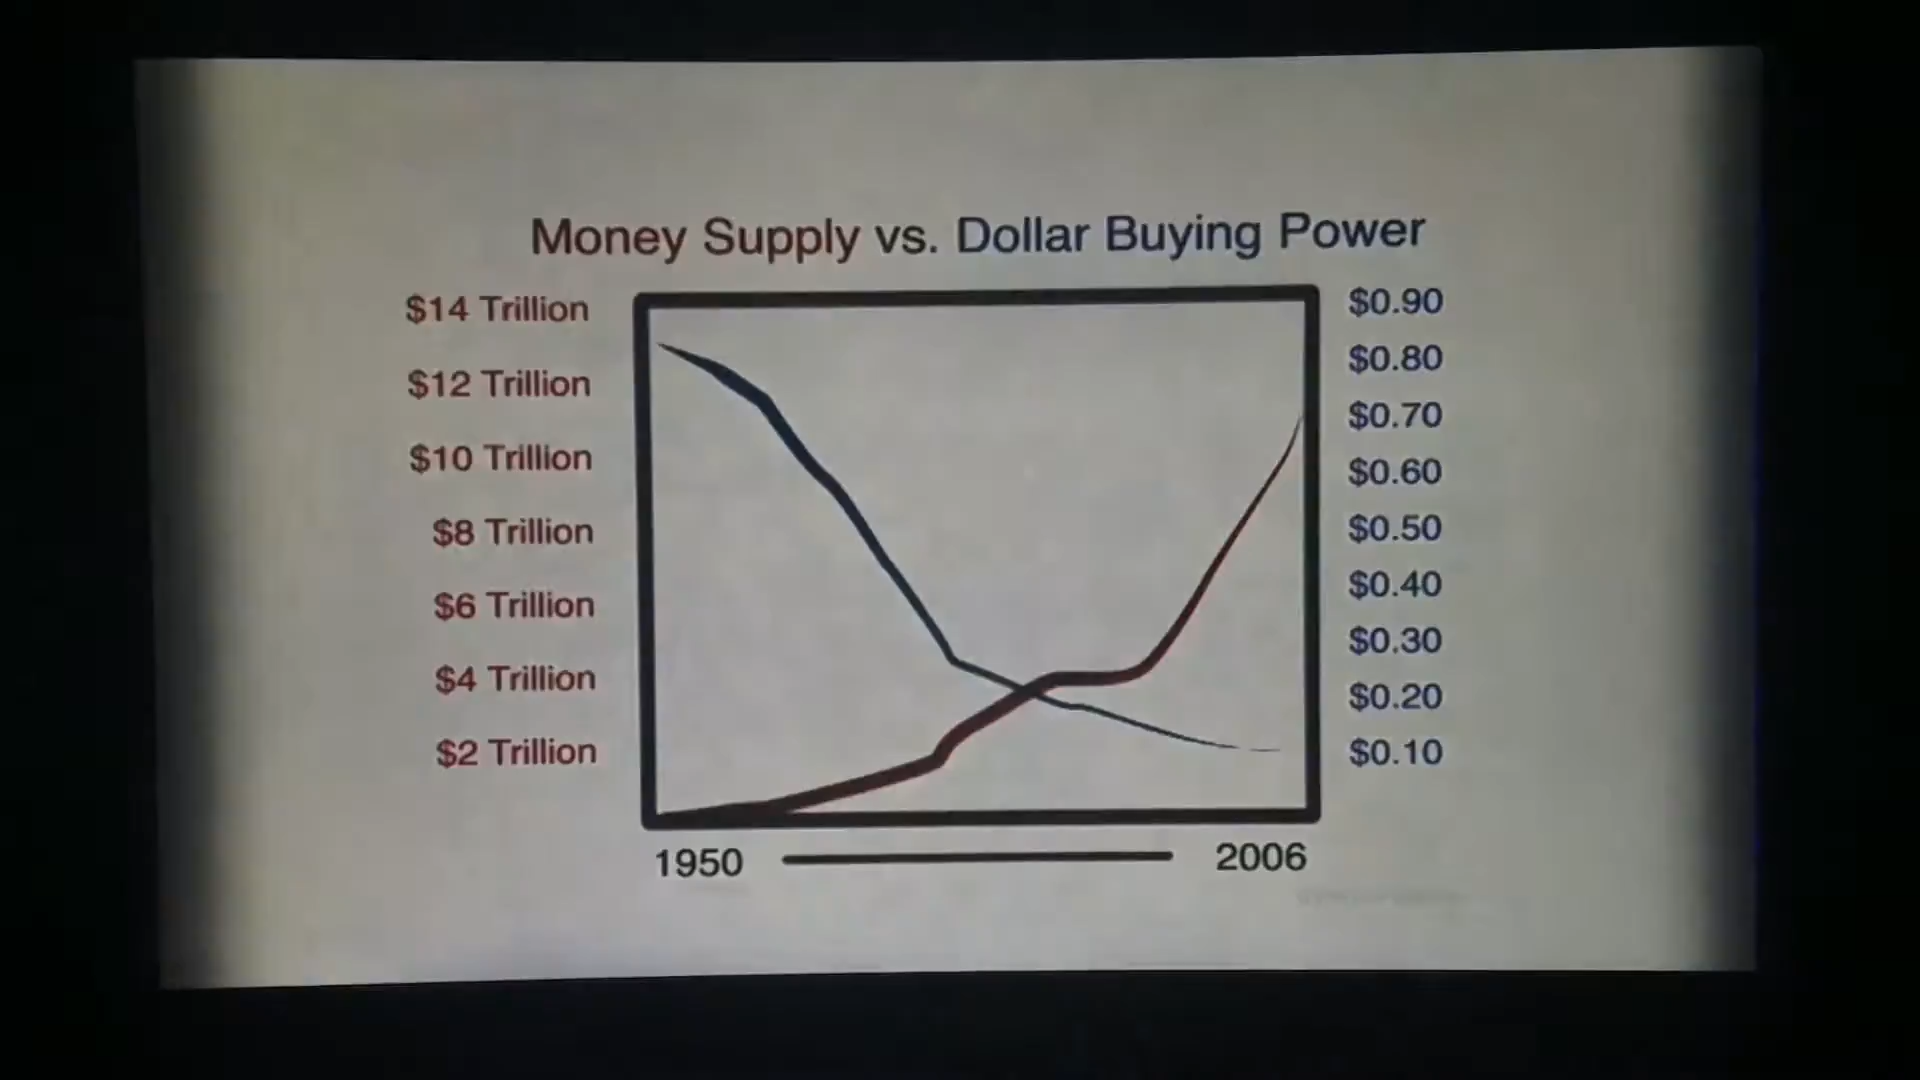 Money Supply vs. Dollar Buying Power
$14 Trillion
$12 Trillion
$10 Trillion
$8 Trillion
$6 Trillion
$4 Trillion
$2 Trillion
$0.90
$0.80
$0.70
$0.60
$0.50
$0.40
$0.30
$0.20
$0.10
1950
2006